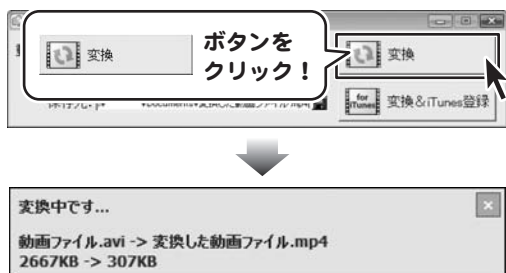 変換
ボタンを
クリック！
変換
for
iTunes
変換&iTunes登録
変換中です...
動画ファイル.avi -> 変換した動画ファイル.mp4
2667KB -> 307KB